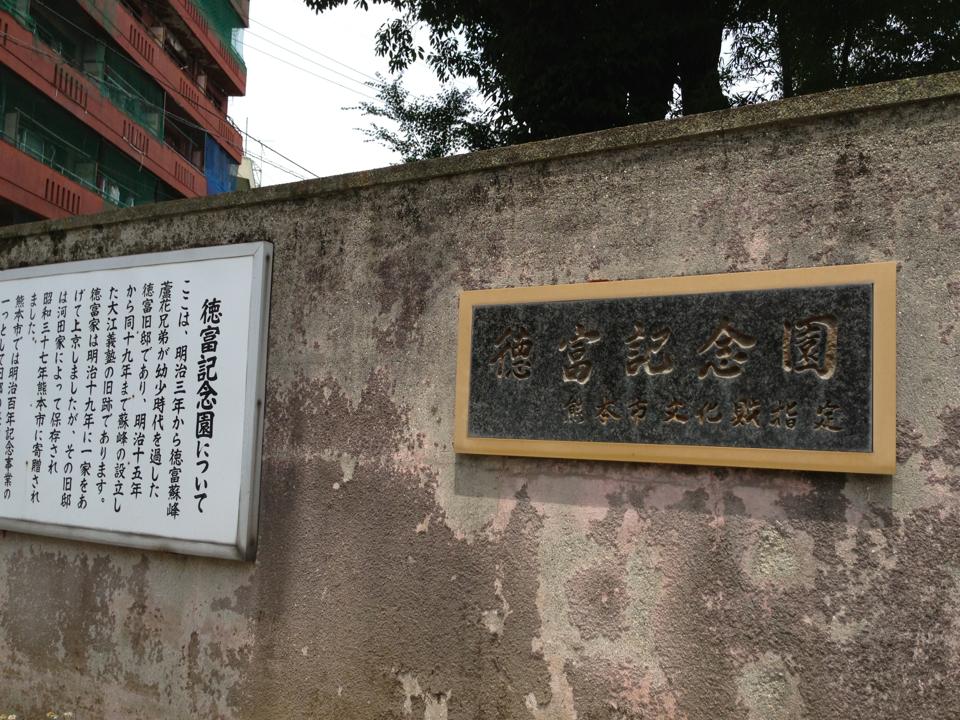 徳富記念園について
ここは、明治三年から徳富蘇峰
蘆花兄弟が幼少時代を過した
徳富旧邸であり、明治十五年
から同十九年まで蘇峰の設立し
た大江義塾の旧跡であります。
徳富家は明治十九年に一家をあ
げて上京しましたが、その旧邸
は河田家によって保存され
昭和三十七年熊本市に寄贈され
ました。
熊本市では明治百年記念事業の
一つとして旧邸の
徳富記念園
熊本市文化財指定